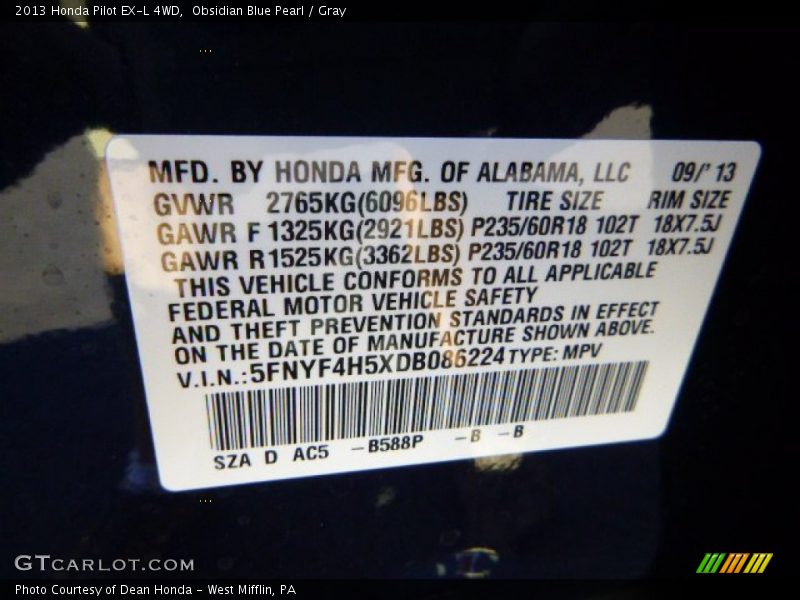 2013 Honda Pilot EX-L 4WD,  Obsidian Blue Pearl / Gray
MFD. BY HONDA MFG. OF ALABAMA, LLC 09/'13
GVWR 2765KG(6096LBS) TIRE SIZE RIM SIZE
GAWR F 1325KG(2921LBS) P235/60R18 102T 18X7.5J
GAWR R 1525KG(3362LBS) P235/60R18 102T 18X7.5J
THIS VEHICLE CONFORMS TO ALL APPLICABLE
FEDERAL MOTOR VEHICLE SAFETY
AND THEFT PREVENTION STANDARDS IN EFFECT
ON THE DATE OF MANUFACTURE SHOWN ABOVE.
V.I.N.:5FNYF4H5XDB086224 TYPE: MPV
SZA D AC5 -B588P -B -B
GTCARLOT.COM
Photo Courtesy of Dean Honda - West Mifflin, PA